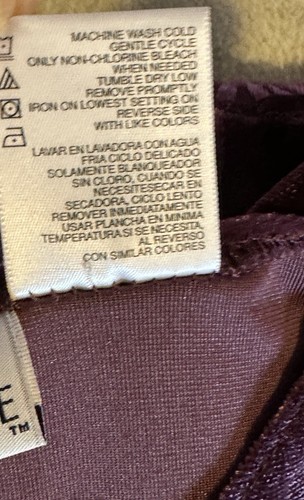 MACHINE WASH COLD
GENTLE CYCLE
ONLY NON-CHLORINE BLEACH
WHEN NEEDED
TUMBLE DRY LOW
REMOVE PROMPTLY
IRON ON LOWEST SETTING ON
REVERSE SIDE
WITH LIKE COLORS
LAVAR EN LAVADORA CON AGUA
FRIA CICLO DELICADO
SOLAMENTE BLANQUEADOR
SIN CLORO, CUANDO SE
NECESITESECAR EN
SECADORA, CICLO LENTO
REMOVER INMEDIATAMENTE
USAR PLANCHA EN MINIMA
TEMPERATURA SI SE NECESITA,
AL REVERSO
CON SIMILAR COLORES
E™